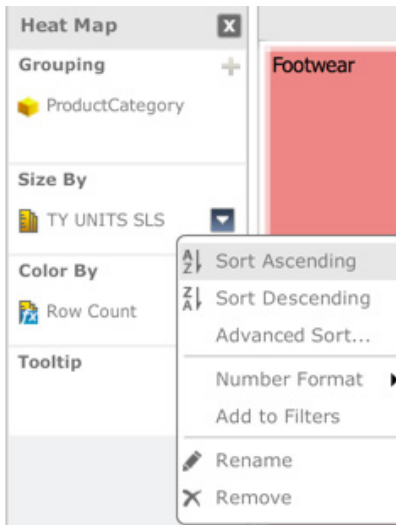 Heat Map
Grouping
ProductCategory
Size By
TY UNITS SLS
Color By
Row Count
Tooltip
Footwear
Sort Ascending
Sort Descending
Advanced Sort...
Number Format
Add to Filters
Rename
Remove